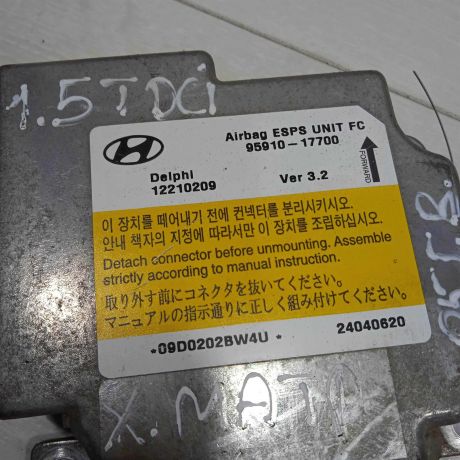 1.5 TDCi
Airbag ESPS UNIT FC
95910-17700
FORWARD
Delphi
12210209
Ver 3.2
이 장치를 떼어내기 전에 컨넥터를 분리시키시오.
안내 책자의 지정에 따라서만 이 장치를 조립하십시오.
Detach connector before unmounting. Assemble
strictly according to manual instruction.
取り外す前にコネクタを抜いてください。
マニュアルの指示通りに正しく組み付けてください。
*09D0202BW4U*
24040620
X.MAT